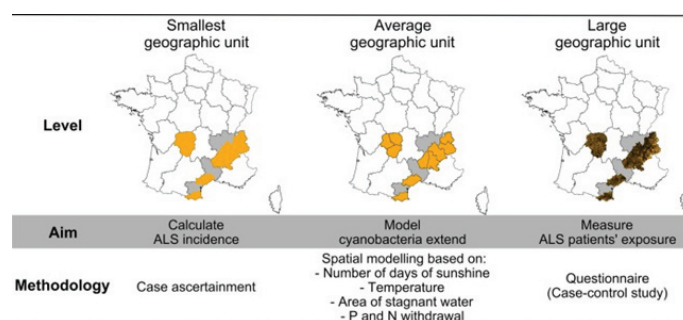 Smallest
geographic unit
Average
geographic unit
Large
geographic unit
Level
Aim
Calculate
ALS incidence
Model
cyanobacteria extend
Measure
ALS patients' exposure
Methodology
Case ascertainment
Spatial modelling based on:
- Number of days of sunshine
- Temperature
- Area of stagnant water
- P and N withdrawal
Questionnaire
(Case-control study)